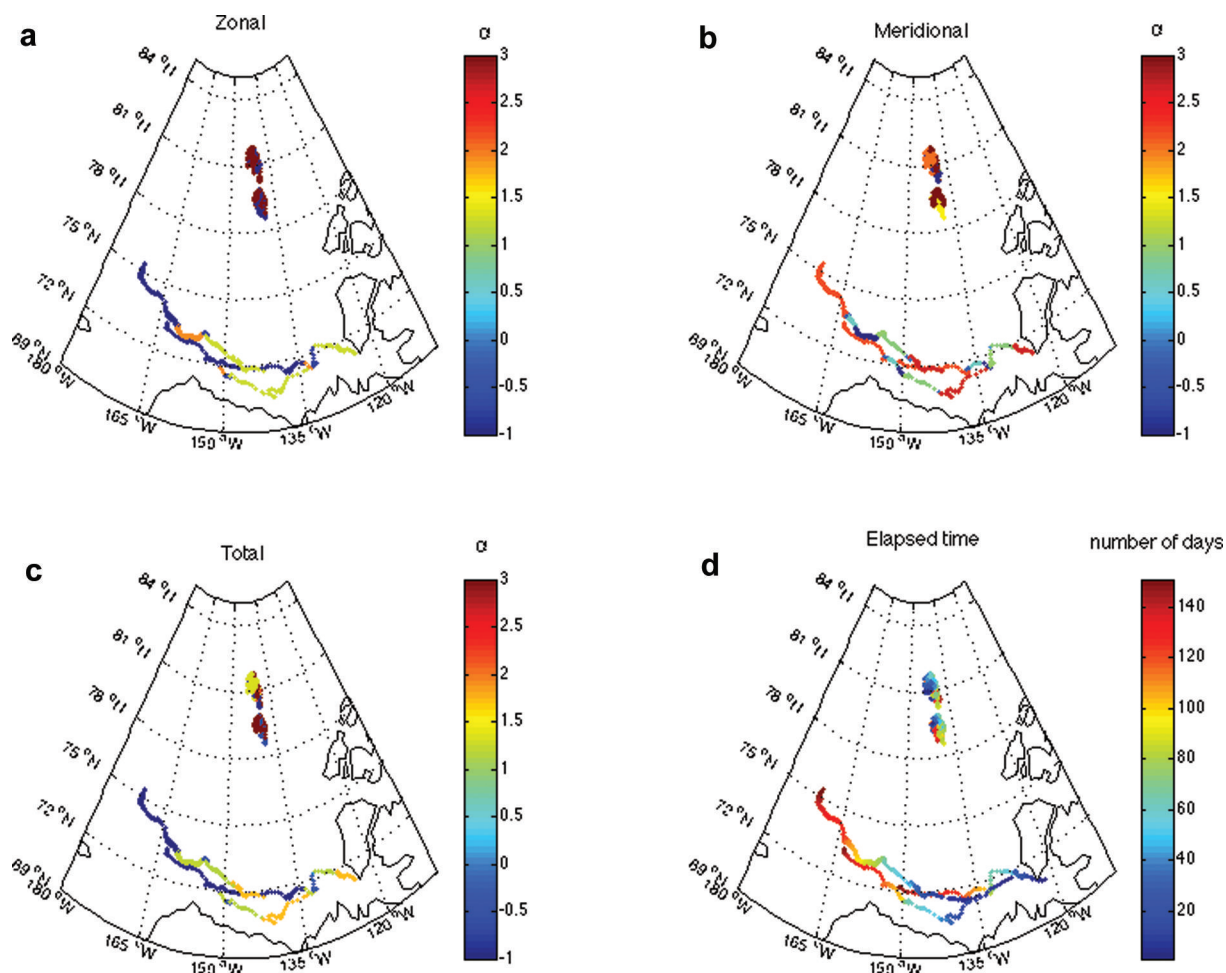 a
Zonal
α
84 °N
81 °N
78 °N
75 °N
72 °N
69 °N
180 °W
165 °W
150 °W
135 °W
120 °W
3
2.5
2
1.5
1
0.5
0
-0.5
-1
b
Meridional
α
84 °N
81 °N
78 °N
75 °N
72 °N
69 °N
180 °W
165 °W
150 °W
135 °W
120 °W
3
2.5
2
1.5
1
0.5
0
-0.5
-1
c
Total
α
84 °N
81 °N
78 °N
75 °N
72 °N
69 °N
180 °W
165 °W
150 °W
135 °W
120 °W
3
2.5
2
1.5
1
0.5
0
-0.5
-1
d
Elapsed time
number of days
84 °N
81 °N
78 °N
75 °N
72 °N
69 °N
180 °W
165 °W
150 °W
135 °W
120 °W
140
120
100
80
60
40
20